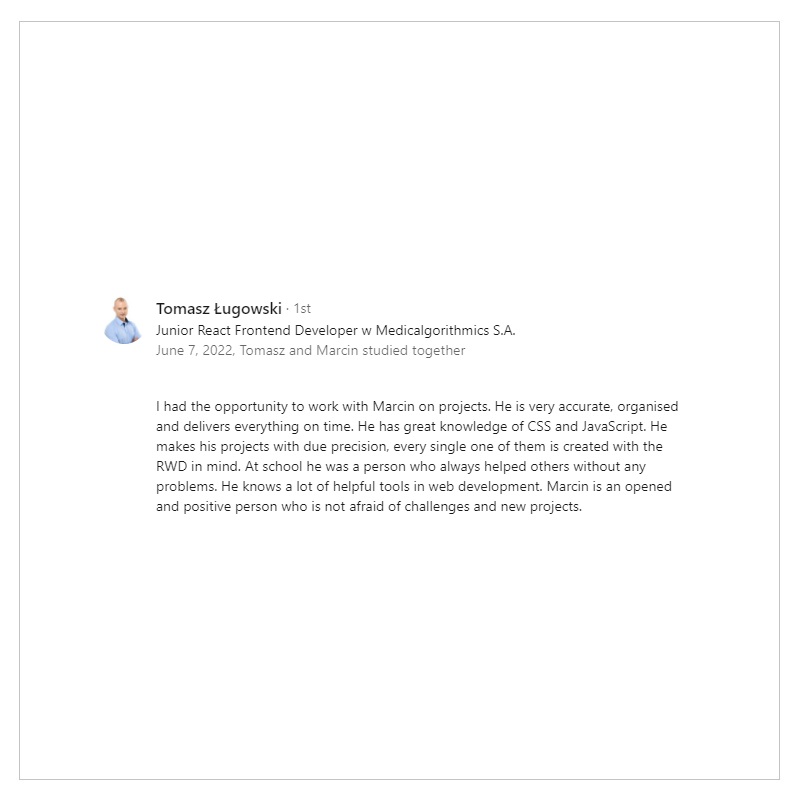 Tomasz Ługowski · 1st
Junior React Frontend Developer w Medicalgorithmics S.A.
June 7, 2022, Tomasz and Marcin studied together
I had the opportunity to work with Marcin on projects. He is very accurate, organised
and delivers everything on time. He has great knowledge of CSS and JavaScript. He
makes his projects with due precision, every single one of them is created with the
RWD in mind. At school he was a person who always helped others without any
problems. He knows a lot of helpful tools in web development. Marcin is an opened
and positive person who is not afraid of challenges and new projects.